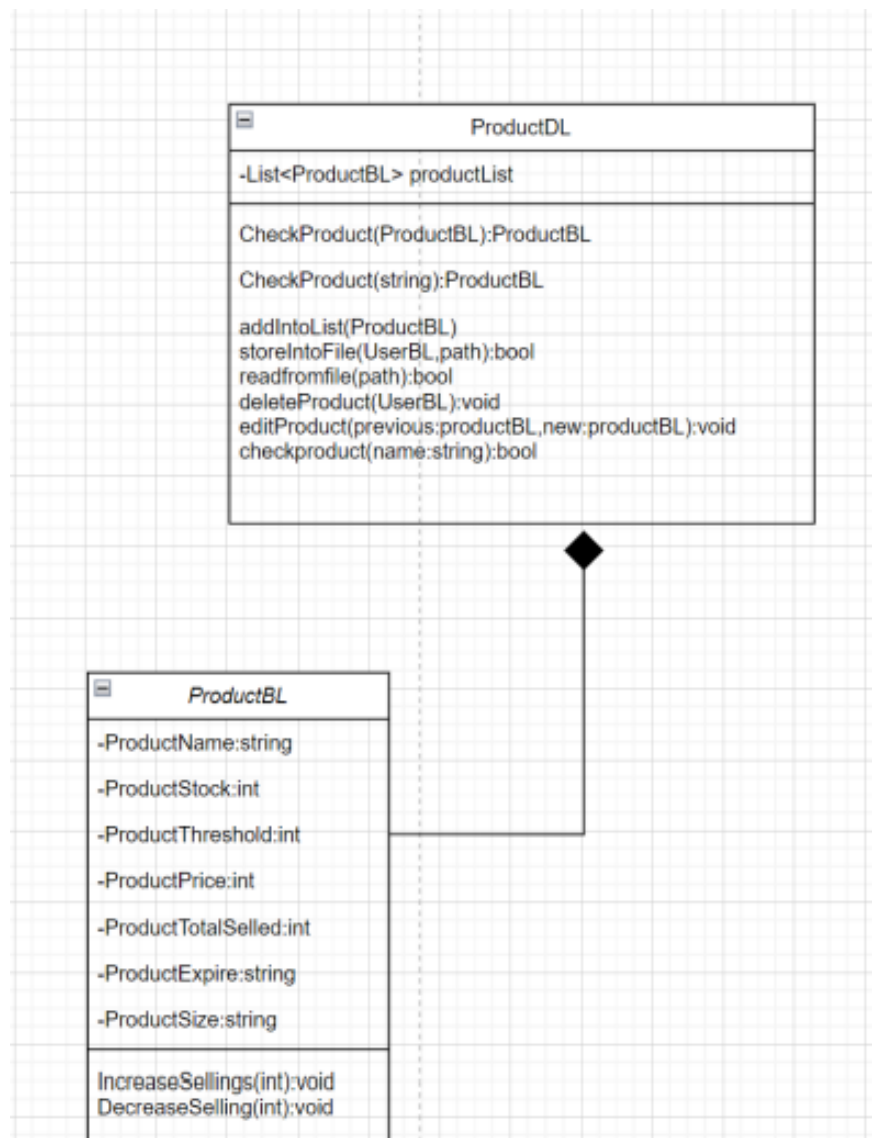 ProductDL
-List<ProductBL> productList
CheckProduct(ProductBL):ProductBL
CheckProduct(string):ProductBL
addIntoList(ProductBL)
storeIntoFile(UserBL,path):bool
readfromfile(path):bool
deleteProduct(UserBL):void
editProduct(previous:productBL,new:productBL):void
checkproduct(name:string):bool
ProductBL
-ProductName:string
-ProductStock:int
-ProductThreshold:int
-ProductPrice:int
-ProductTotalSelled:int
-ProductExpire:string
-ProductSize:string
IncreaseSellings(int):void
DecreaseSelling(int):void